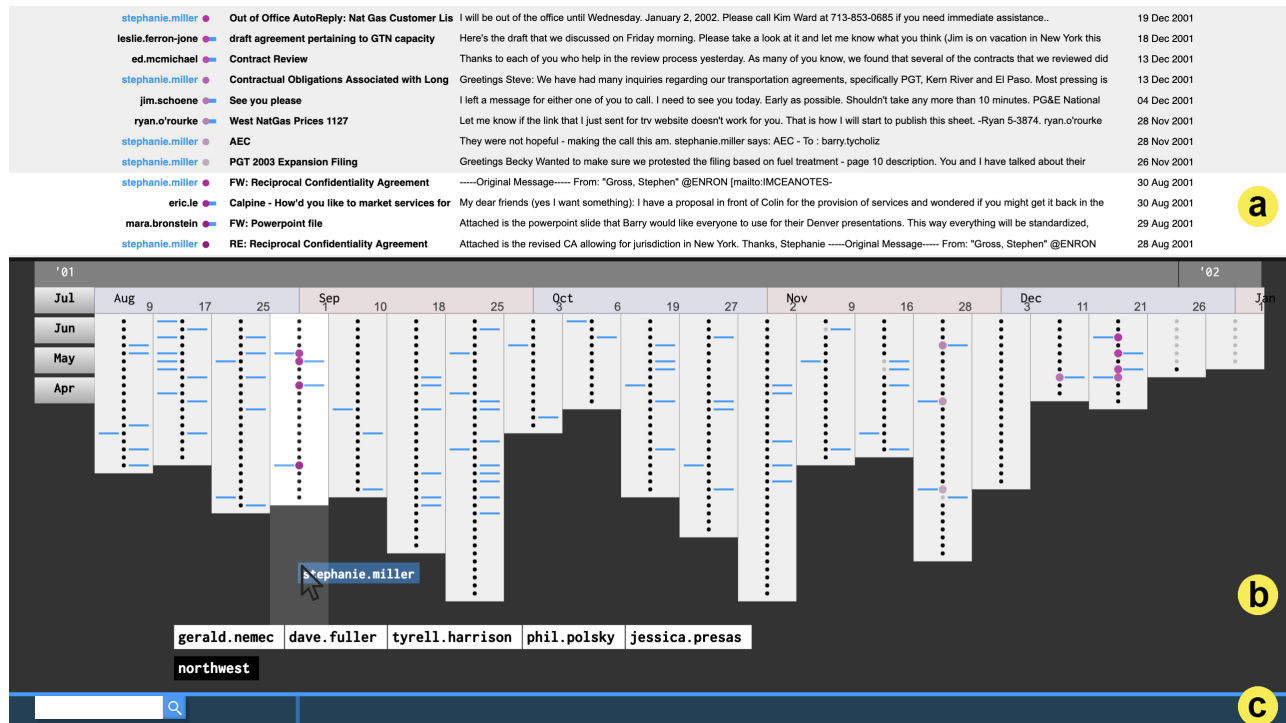 stephanie.miller Out of Office AutoReply: Nat Gas Customer Lis I will be out of the office until Wednesday. January 2, 2002. Please call Kim Ward at 713-853-0685 if you need immediate assistance.. 19 Dec 2001
leslie.ferron-jone draft agreement pertaining to GTN capacity Here's the draft that we discussed on Friday morning. Please take a look at it and let me know what you think (Jim is on vacation in New York this 18 Dec 2001
ed.mcmichael Contract Review Thanks to each of you who help in the review process yesterday. As many of you know, we found that several of the contracts that we reviewed did 13 Dec 2001
stephanie.miller Contractual Obligations Associated with Long Greetings Steve: We have had many inquiries regarding our transportation agreements, specifically PGT, Kern River and El Paso. Most pressing is 13 Dec 2001
jim.schoene See you please I left a message for either one of you to call. I need to see you today. Early as possible. Shouldn't take any more than 10 minutes. PG&E National 04 Dec 2001
ryan.o'rourke West NatGas Prices 1127 Let me know if the link that I just sent for trv website doesn't work for you. That is how I will start to publish this sheet. -Ryan 5-3874. ryan.o'rourke 28 Nov 2001
stephanie.miller AEC They were not hopeful - making the call this am. stephanie.miller says: AEC - To : barry.tycholiz 28 Nov 2001
stephanie.miller PGT 2003 Expansion Filing Greetings Becky Wanted to make sure we protested the filing based on fuel treatment - page 10 description. You and I have talked about their 26 Nov 2001
stephanie.miller FW: Reciprocal Confidentiality Agreement -----Original Message----- From: "Gross, Stephen" @ENRON [mailto:IMCEANOTES- 30 Aug 2001
eric.le Calpine - How'd you like to market services for My dear friends (yes I want something): I have a proposal in front of Colin for the provision of services and wondered if you might get it back in the 30 Aug 2001
mara.bronstein FW: Powerpoint file Attached is the powerpoint slide that Barry would like everyone to use for their Denver presentations. This way everything will be standardized, 29 Aug 2001
stephanie.miller RE: Reciprocal Confidentiality Agreement Attached is the revised CA allowing for jurisdiction in New York. Thanks, Stephanie -----Original Message----- From: "Gross, Stephen" @ENRON 28 Aug 2001
a
'01 '02
Jul Aug Sep Oct Nov Dec Jan
9 17 25 1 10 18 25 3 6 19 27 2 9 16 28 3 11 21 26 1
Jun
May
Apr
stephanie.miller
b
gerald.nemec dave.fuller tyrell.harrison phil.polsky jessica.presas
northwest
c